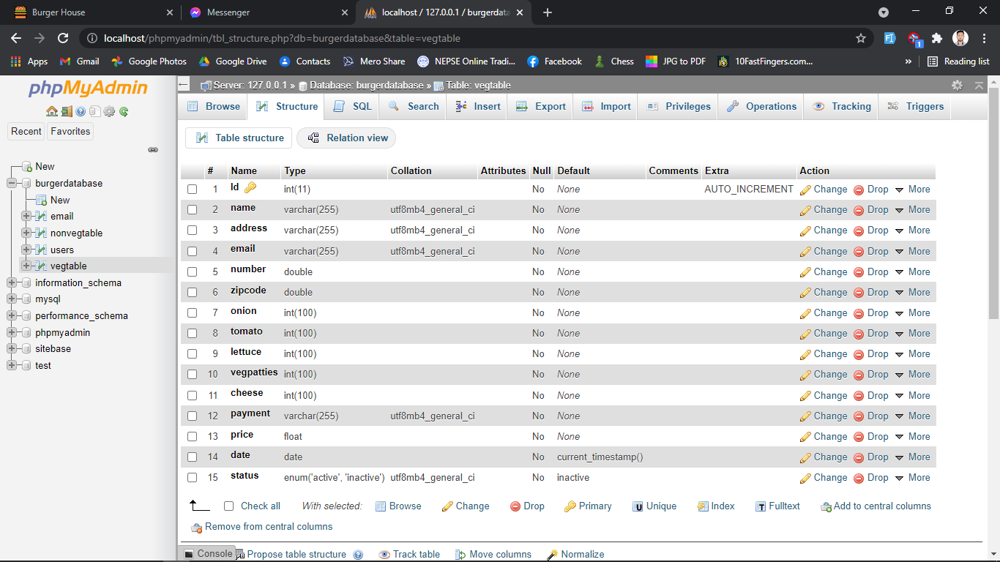 Burger House
Messenger
localhost / 127.0.0.1 / burgerdata
localhost/phpmyadmin/tbl_structure.php?db=burgerdatabase&table=vegtable
1
Apps Gmail Google Photos Google Drive Contacts Mero Share NEPSE Online Tradi... Facebook Chess JPG to PDF 10FastFingers.com... » Reading list
phpMyAdmin
Recent Favorites
New
burgerdatabase
New
email
nonvegtable
users
vegtable
information_schema
mysql
performance_schema
phpmyadmin
sitebase
test
Server: 127.0.0.1 » Database: burgerdatabase » Table: vegtable
Browse Structure SQL Search Insert Export Import Privileges Operations Tracking Triggers
Table structure Relation view
# Name Type Collation Attributes Null Default Comments Extra Action
1 Id int(11) No None AUTO_INCREMENT Change Drop More
2 name varchar(255) utf8mb4_general_ci No None Change Drop More
3 address varchar(255) utf8mb4_general_ci No None Change Drop More
4 email varchar(255) utf8mb4_general_ci No None Change Drop More
5 number double No None Change Drop More
6 zipcode double No None Change Drop More
7 onion int(100) No None Change Drop More
8 tomato int(100) No None Change Drop More
9 lettuce int(100) No None Change Drop More
10 vegpatties int(100) No None Change Drop More
11 cheese int(100) No None Change Drop More
12 payment varchar(255) utf8mb4_general_ci No None Change Drop More
13 price float No None Change Drop More
14 date date No current_timestamp() Change Drop More
15 status enum('active', 'inactive') utf8mb4_general_ci No inactive Change Drop More
Check all With selected: Browse Change Drop Primary Unique Index Fulltext Add to central columns
Remove from central columns
Console Propose table structure Track table Move columns Normalize